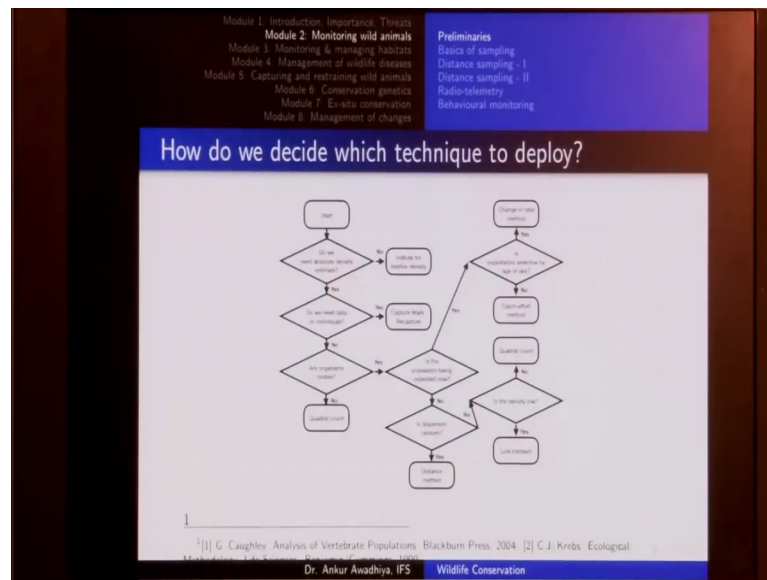 Module 1: Introduction, Importance, Threats
Module 2: Monitoring wild animals
Module 3: Monitoring & managing habitats
Module 4: Management of wildlife diseases
Module 5: Capturing and restraining wild animals
Module 6: Conservation genetics
Module 7: Ex-situ conservation
Module 8: Management of changes
Preliminaries
Basics of sampling
Distance sampling - I
Distance sampling - II
Radio-telemetry
Behavioural monitoring
How do we decide which technique to deploy?
Start
Do we
need absolute density
estimate?
No
Indices for
relative density
Yes
Do we need data
on individuals?
Yes
Capture Mark
Recapture
No
Are organisms
mobile?
Yes
No
Quadrat count
Is the
population being
exploited now?
Yes
No
Is dispersion
random?
Yes
No
Distance
method
Change in ratio
method
Yes
Is
exploitation selective by
age or sex?
No
Catch-effort
method
Quadrat count
No
Is the density low?
Yes
Line transect
1
1[1] G. Caughley. Analysis of Vertebrate Populations. Blackburn Press, 2004. [2] C.J. Krebs. Ecological
Methodology. Life Sciences. Benjamin/Cummings, 1999.
Dr. Ankur Awadhiya, IFS
Wildlife Conservation